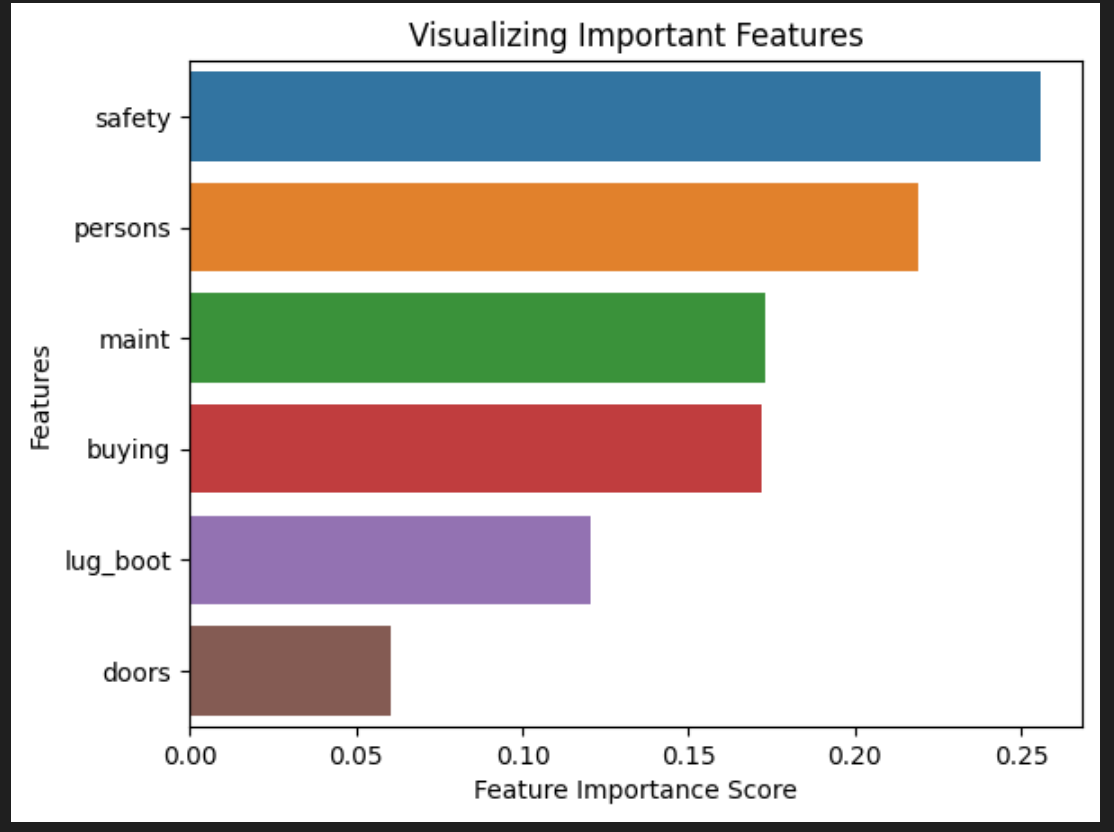 Visualizing Important Features
safety
persons
maint
buying
lug_boot
doors
Features
0.00 0.05 0.10 0.15 0.20 0.25
Feature Importance Score